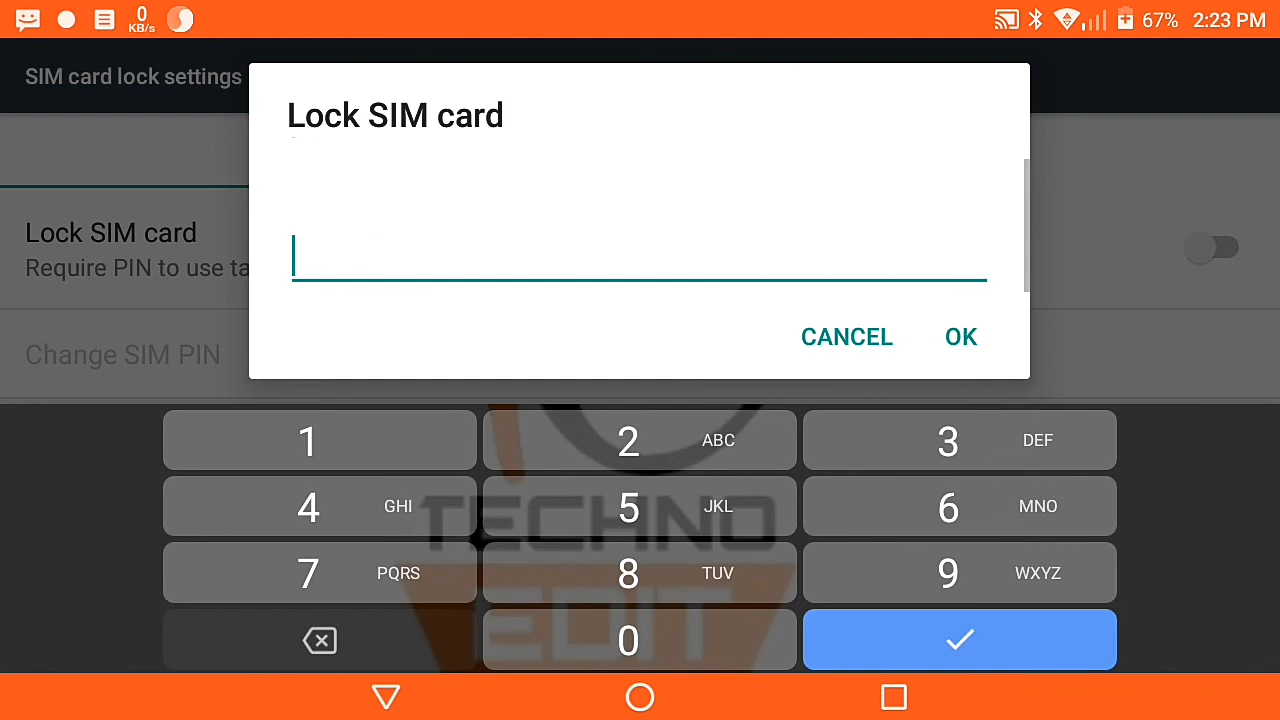 0
KB/s
67%
2:23 PM
SIM card lock settings
Lock SIM card
Lock SIM card
Require PIN to use ta
CANCEL
OK
Change SIM PIN
1
2 ABC
3 DEF
4 GHI
5 JKL
6 MNO
TECHNO
7 PQRS
8 TUV
9 WXYZ
EDIT
0